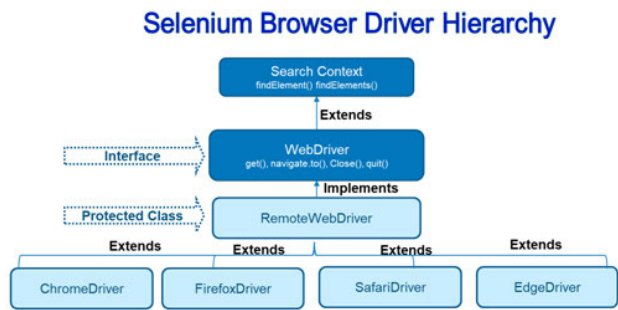 Selenium Browser Driver Hierarchy
Search Context
findElement() findElements()
Extends
Interface
WebDriver
get(), navigate.to(), Close(), quit()
Implements
Protected Class
RemoteWebDriver
Extends
Extends
Extends
Extends
ChromeDriver
FirefoxDriver
SafariDriver
EdgeDriver